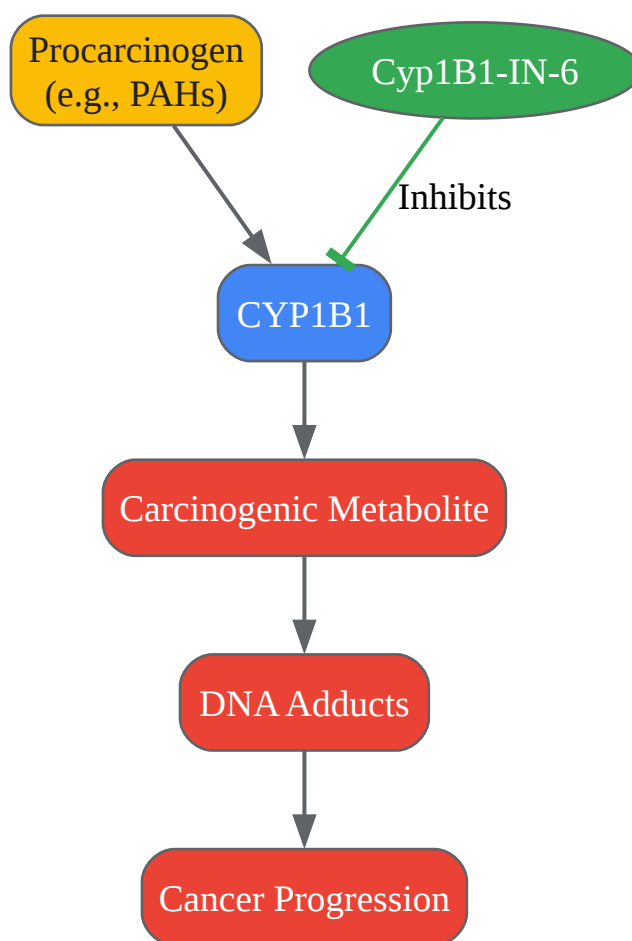 Procarcinogen
(e.g., PAHs)
Cyp1B1-IN-6
Inhibits
CYP1B1
Carcinogenic Metabolite
DNA Adducts
Cancer Progression